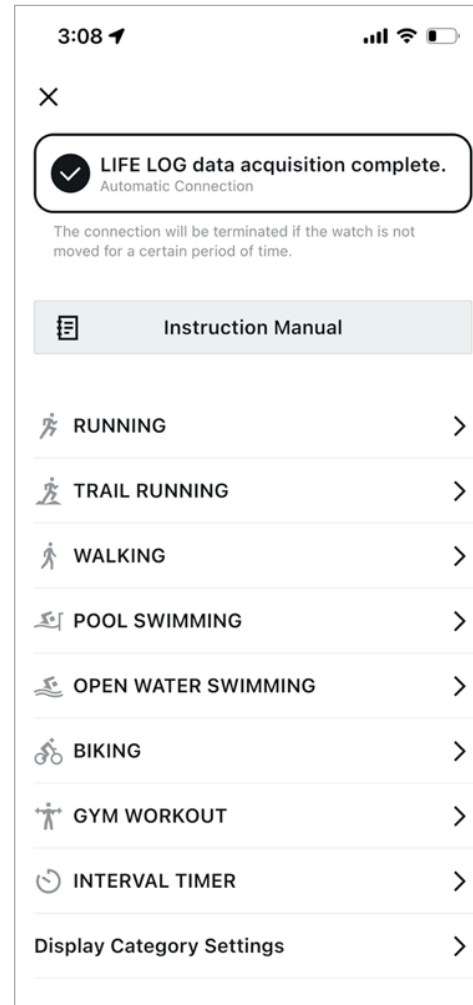 3:08
LIFE LOG data acquisition complete.
Automatic Connection
The connection will be terminated if the watch is not
moved for a certain period of time.
Instruction Manual
RUNNING
TRAIL RUNNING
WALKING
POOL SWIMMING
OPEN WATER SWIMMING
BIKING
GYM WORKOUT
INTERVAL TIMER
Display Category Settings